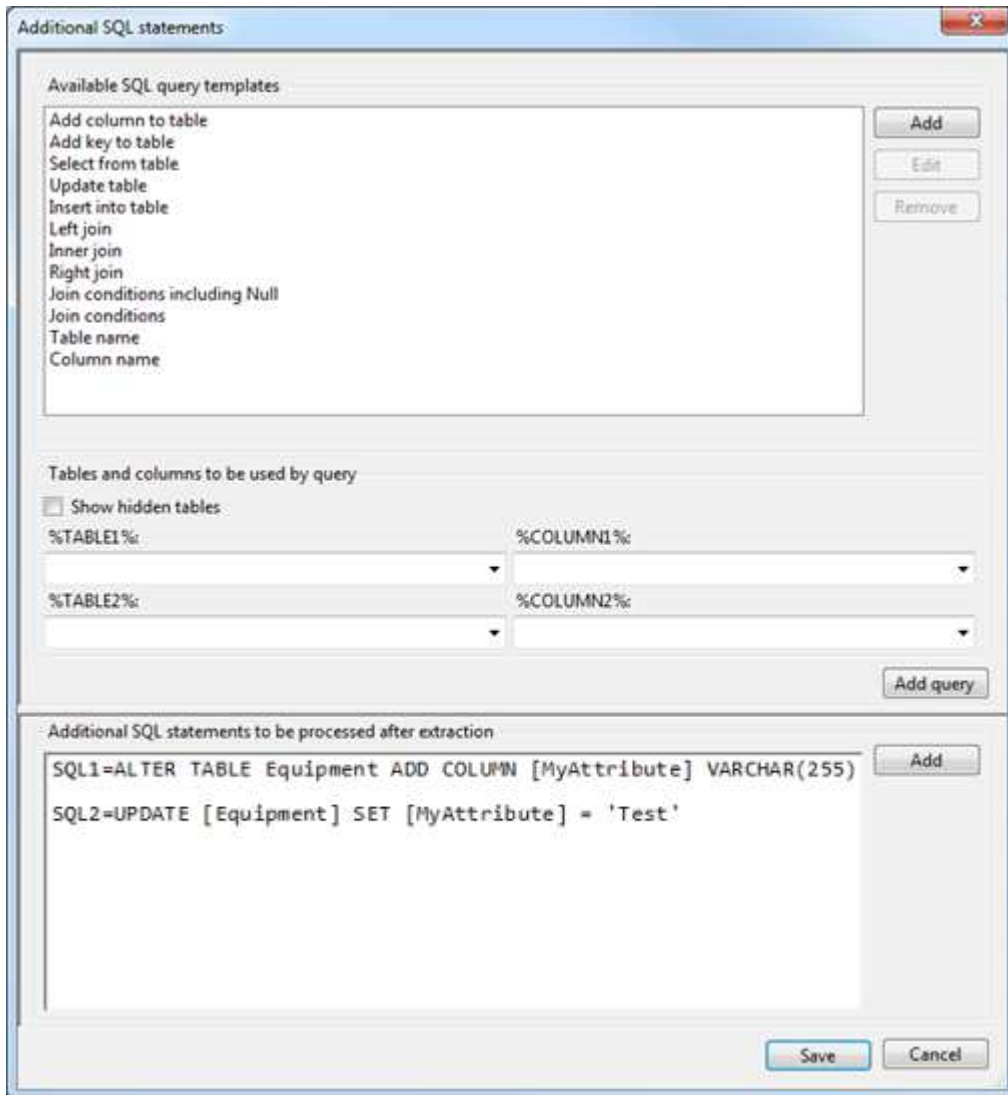 Additional SQL statements
Available SQL query templates
Add column to table
Add key to table
Select from table
Update table
Insert into table
Left join
Inner join
Right join
Join conditions including Null
Join conditions
Table name
Column name
Add
Edit
Remove
Tables and columns to be used by query
Show hidden tables
%TABLE1%:
%COLUMN1%:
%TABLE2%:
%COLUMN2%:
Add query
Additional SQL statements to be processed after extraction
SQL1=ALTER TABLE Equipment ADD COLUMN [MyAttribute] VARCHAR(255)
SQL2=UPDATE [Equipment] SET [MyAttribute] = 'Test'
Add
Save
Cancel